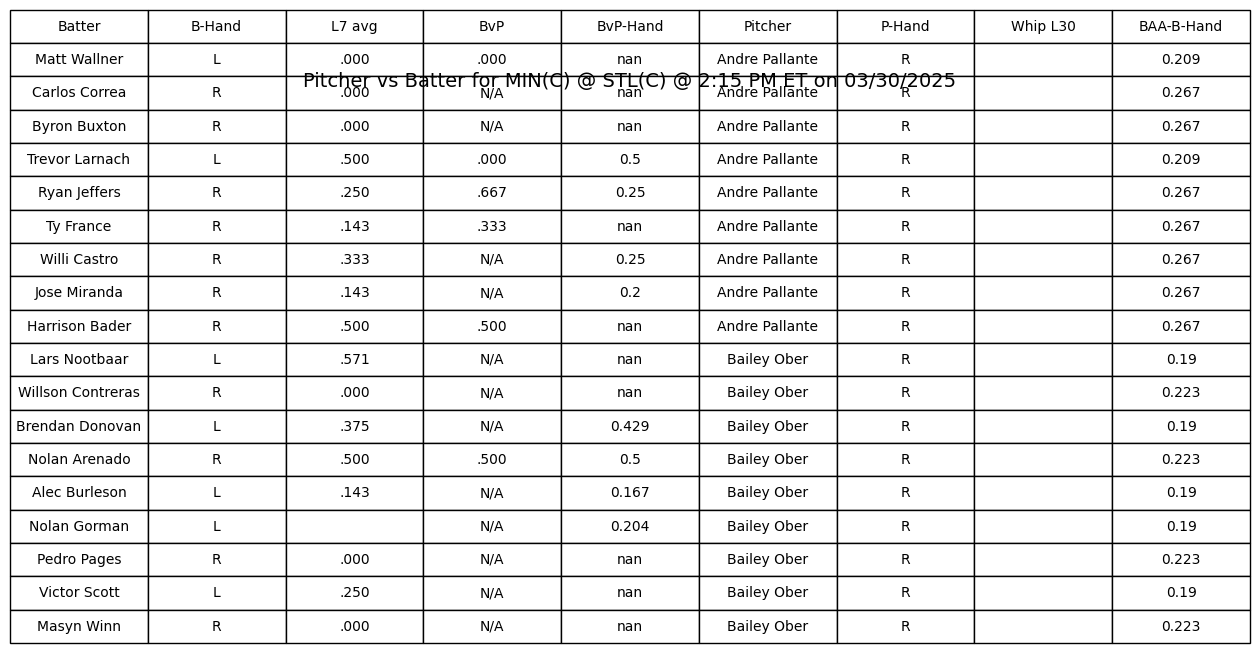 Batter B-Hand L7 avg BvP BvP-Hand Pitcher P-Hand Whip L30 BAA-B-Hand
Matt Wallner L .000 .000 nan Andre Pallante R 0.209
Pitcher vs Batter for MIN(C) @ STL(C) @ 2:15 PM ET on 03/30/2025
Carlos Correa R .000 N/A nan Andre Pallante R 0.267
Byron Buxton R .000 N/A nan Andre Pallante R 0.267
Trevor Larnach L .500 .000 0.5 Andre Pallante R 0.209
Ryan Jeffers R .250 .667 0.25 Andre Pallante R 0.267
Ty France R .143 .333 nan Andre Pallante R 0.267
Willi Castro R .333 N/A 0.25 Andre Pallante R 0.267
Jose Miranda R .143 N/A 0.2 Andre Pallante R 0.267
Harrison Bader R .500 .500 nan Andre Pallante R 0.267
Lars Nootbaar L .571 N/A nan Bailey Ober R 0.19
Willson Contreras R .000 N/A nan Bailey Ober R 0.223
Brendan Donovan L .375 N/A 0.429 Bailey Ober R 0.19
Nolan Arenado R .500 .500 0.5 Bailey Ober R 0.223
Alec Burleson L .143 N/A 0.167 Bailey Ober R 0.19
Nolan Gorman L N/A 0.204 Bailey Ober R 0.19
Pedro Pages R .000 N/A nan Bailey Ober R 0.223
Victor Scott L .250 N/A nan Bailey Ober R 0.19
Masyn Winn R .000 N/A nan Bailey Ober R 0.223